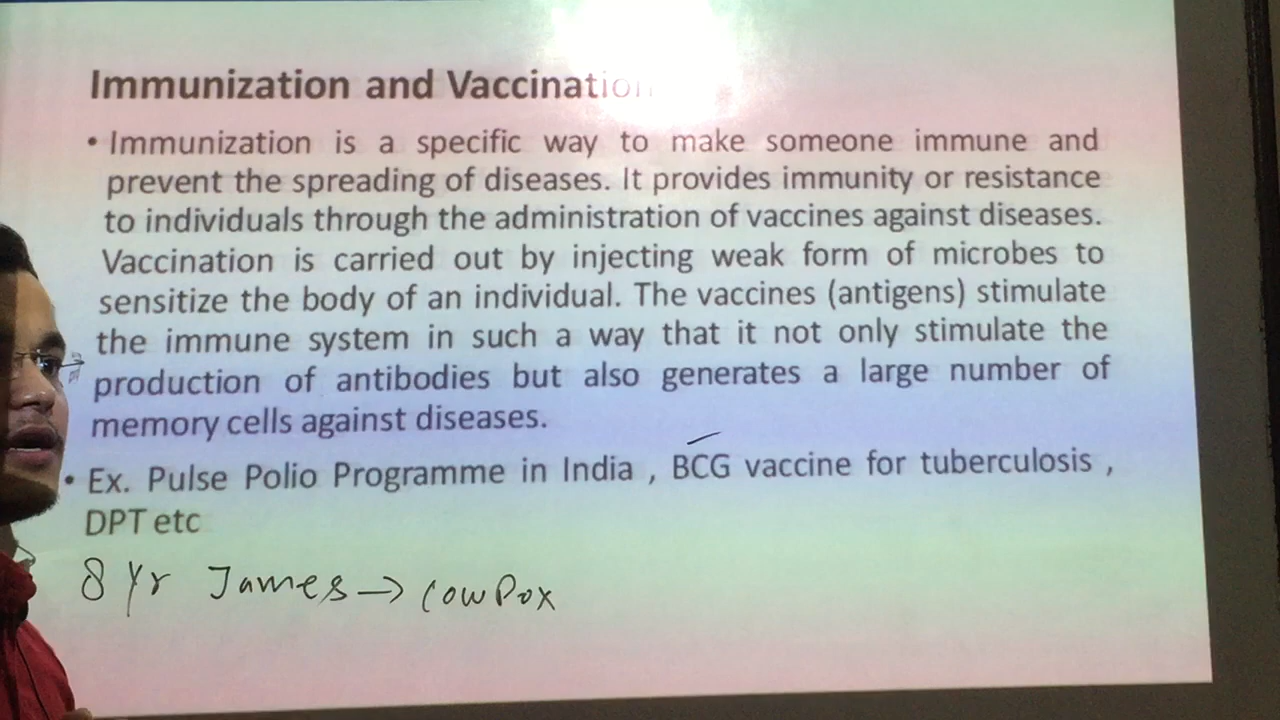 Immunization and Vaccination
• Immunization is a specific way to make someone immune and
prevent the spreading of diseases. It provides immunity or resistance
to individuals through the administration of vaccines against diseases.
Vaccination is carried out by injecting weak form of microbes to
sensitize the body of an individual. The vaccines (antigens) stimulate
the immune system in such a way that it not only stimulate the
production of antibodies but also generates a large number of
memory cells against diseases.
• Ex. Pulse Polio Programme in India , BCG vaccine for tuberculosis ,
DPT etc
8 Yr James → Cow Pox